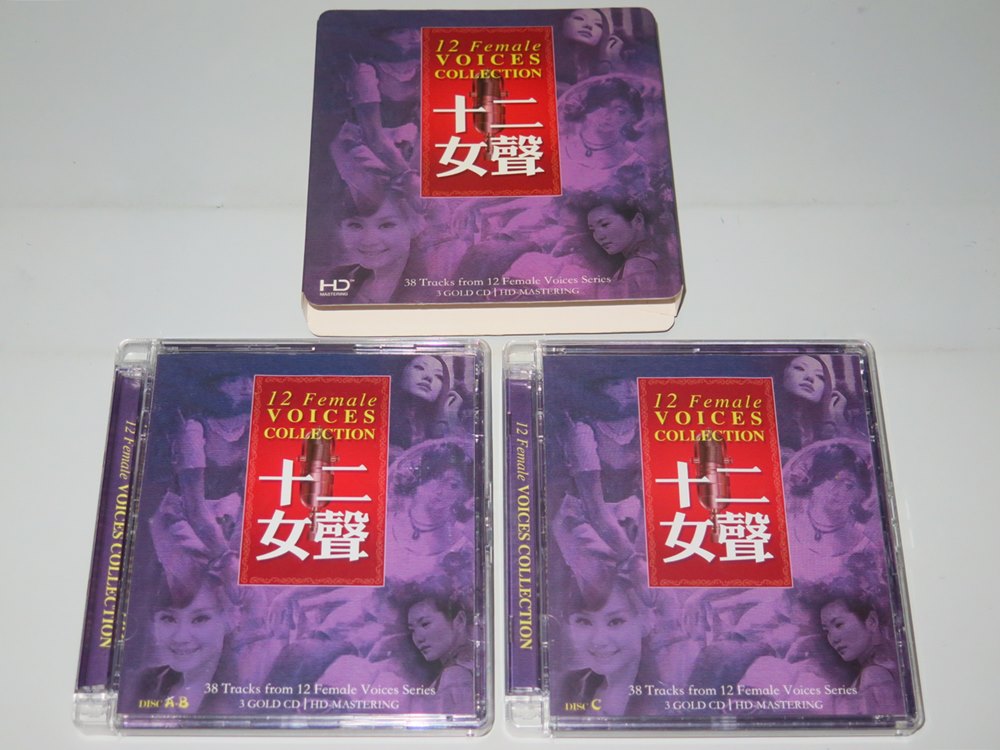 12 Female
VOICES
COLLECTION
十二
女聲
38 Tracks from 12 Female Voices Series
3 GOLD CD | HD-MASTERING
HD™
MASTERING
12 Female VOICES COLLECTION
12 Female
VOICES
COLLECTION
十二
女聲
38 Tracks from 12 Female Voices Series
3 GOLD CD | HD-MASTERING
DISC A-B
12 Female VOICES COLLECTION
12 Female
VOICES
COLLECTION
十二
女聲
38 Tracks from 12 Female Voices Series
3 GOLD CD | HD-MASTERING
DISC C